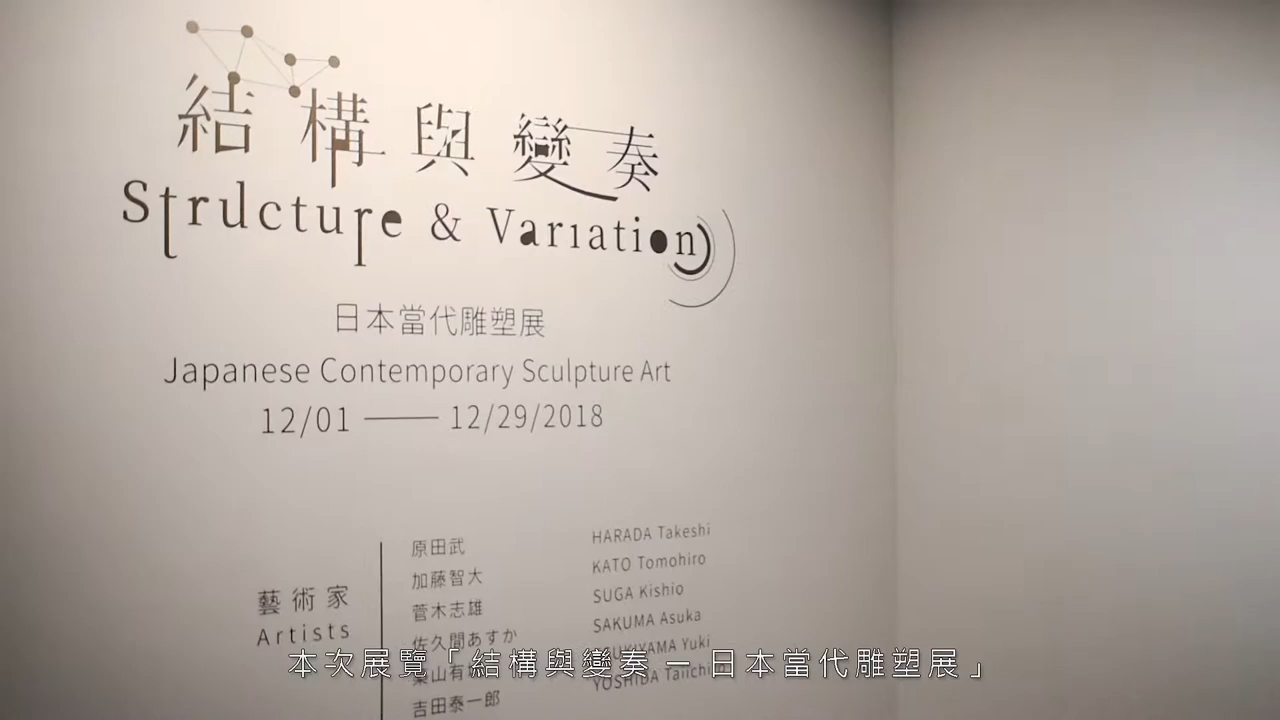 結構與變奏
Structure & Variation
日本當代雕塑展
Japanese Contemporary Sculpture Art
12/01 —— 12/29/2018
藝術家
Artists
原田武 HARADA Takeshi
加藤智大 KATO Tomohiro
菅木志雄 SUGA Kishio
佐久間あすか SAKUMA Asuka
Yuki
吉田泰一郎 YOSHIDA
本次展覽「結構與變奏 — 日本當代雕塑展」